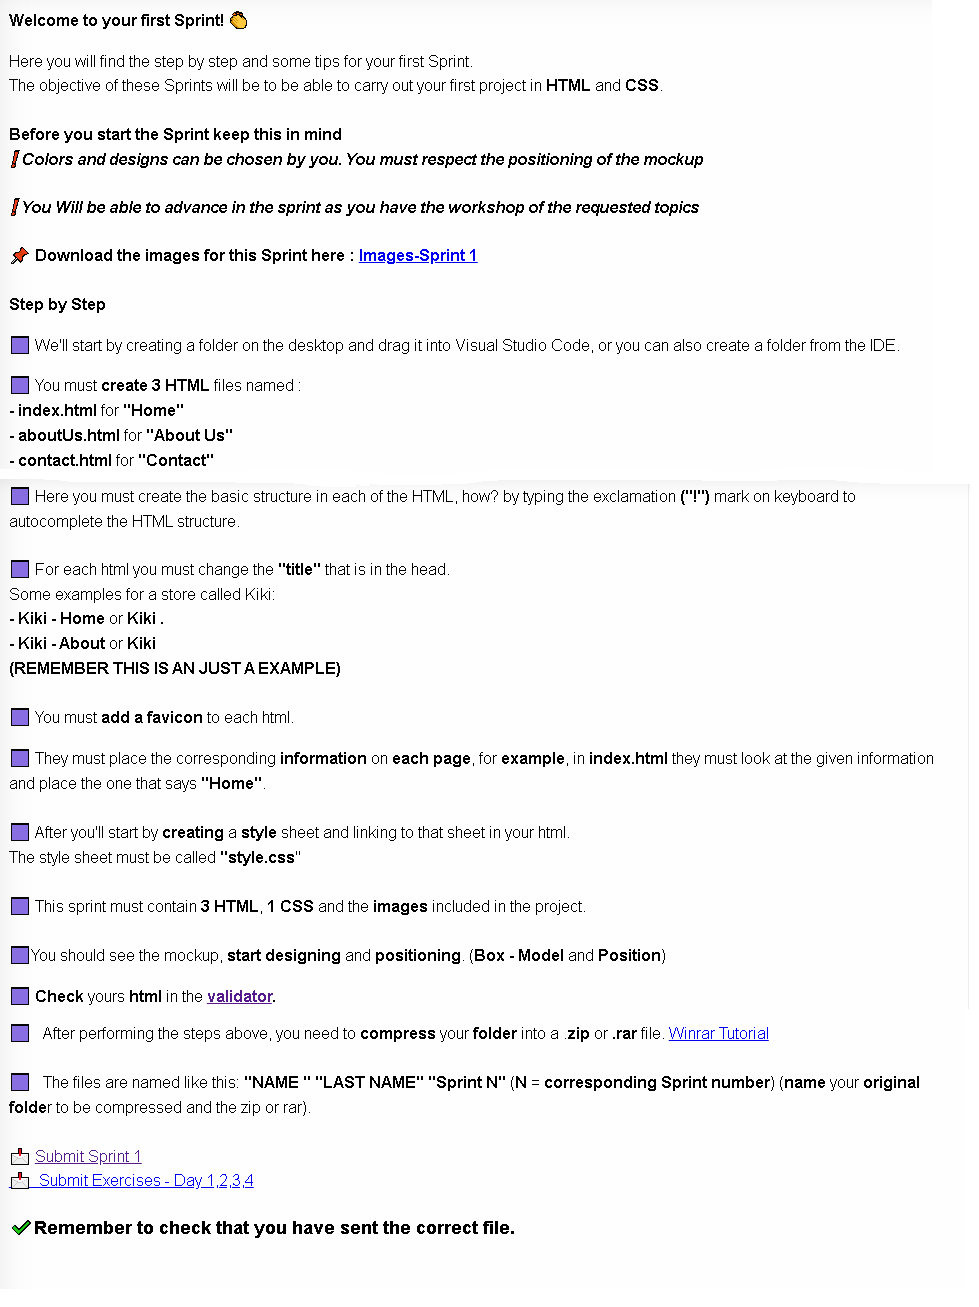 Welcome to your first Sprint! 👏
Here you will find the step by step and some tips for your first Sprint.
The objective of these Sprints will be to be able to carry out your first project in HTML and CSS.
Before you start the Sprint keep this in mind
❗Colors and designs can be chosen by you. You must respect the positioning of the mockup
❗You Will be able to advance in the sprint as you have the workshop of the requested topics
📌 Download the images for this Sprint here : Images-Sprint 1
Step by Step
🟪 We'll start by creating a folder on the desktop and drag it into Visual Studio Code, or you can also create a folder from the IDE.
🟪 You must create 3 HTML files named :
- index.html for "Home"
- aboutUs.html for "About Us"
- contact.html for "Contact"
🟪 Here you must create the basic structure in each of the HTML, how? by typing the exclamation ("!") mark on keyboard to
autocomplete the HTML structure.
🟪 For each html you must change the "title" that is in the head.
Some examples for a store called Kiki:
- Kiki - Home or Kiki .
- Kiki - About or Kiki
(REMEMBER THIS IS AN JUST A EXAMPLE)
🟪 You must add a favicon to each html.
🟪 They must place the corresponding information on each page, for example, in index.html they must look at the given information
and place the one that says "Home".
🟪 After you'll start by creating a style sheet and linking to that sheet in your html.
The style sheet must be called "style.css"
🟪 This sprint must contain 3 HTML, 1 CSS and the images included in the project.
🟪You should see the mockup, start designing and positioning. (Box - Model and Position)
🟪 Check yours html in the validator.
🟪 After performing the steps above, you need to compress your folder into a .zip or .rar file. Winrar Tutorial
🟪 The files are named like this: "NAME " "LAST NAME" "Sprint N" (N = corresponding Sprint number) (name your original
folder to be compressed and the zip or rar).
📩 Submit Sprint 1
📩 Submit Exercises - Day 1,2,3,4
✔Remember to check that you have sent the correct file.